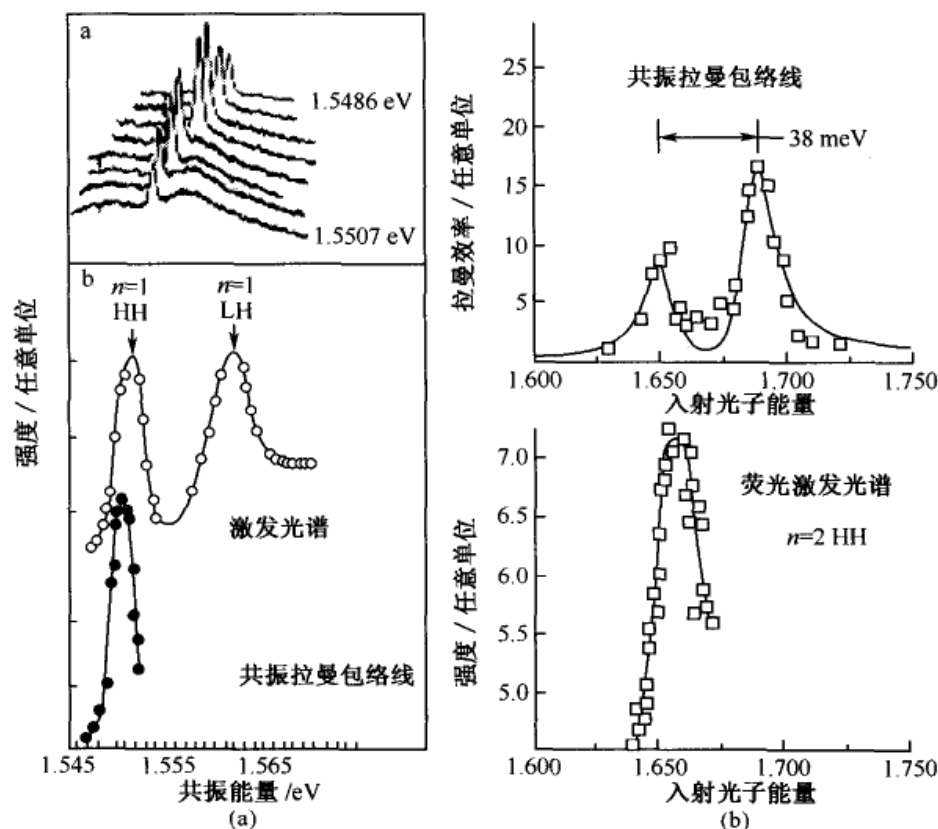 a
1.5486 eV
1.5507 eV
b
n=1
HH
n=1
LH
激发光谱
共振拉曼包络线
强度 / 任意单位
1.545
1.555
1.565
共振能量 /eV
(a)
25
20
15
10
5
拉曼效率 / 任意单位
共振拉曼包络线
38 meV
1.600
1.650
1.700
1.750
入射光子能量
7.0
6.5
6.0
5.5
5.0
强度 / 任意单位
荧光激发光谱
n=2 HH
1.600
1.650
1.700
1.750
入射光子能量
(b)